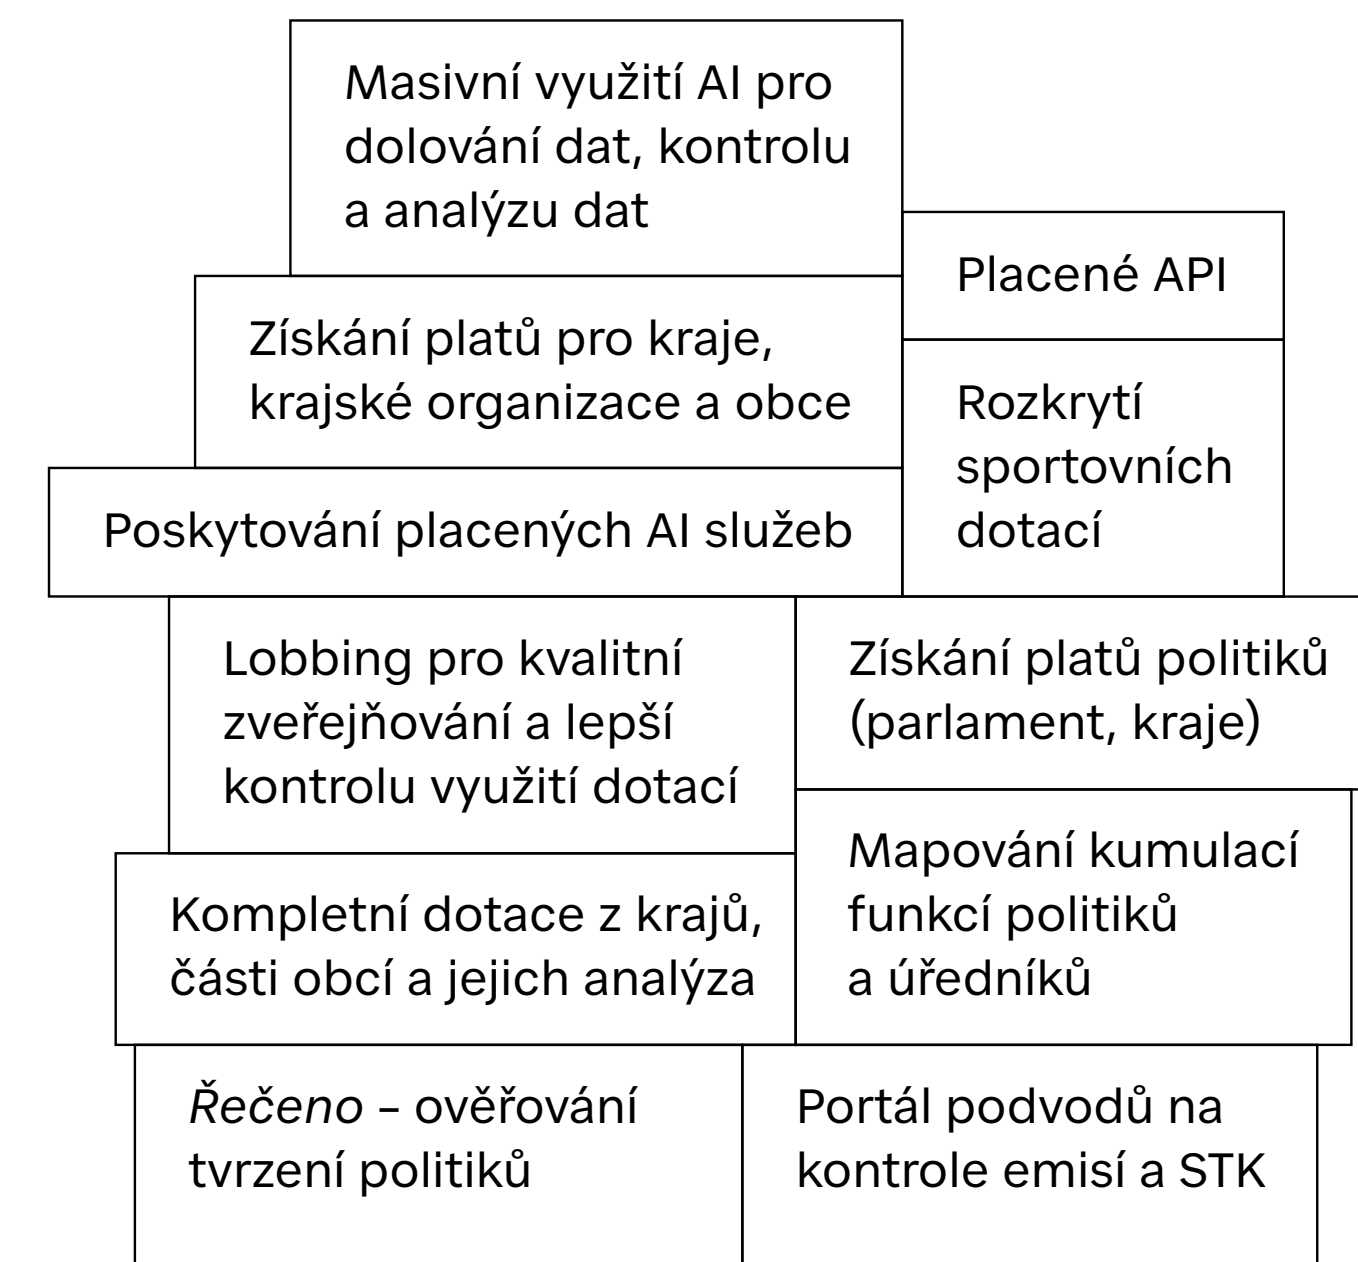 Masivní využití AI pro
dolování dat, kontrolu
a analýzu dat
Placené API
Získání platů pro kraje,
krajské organizace a obce
Rozkrytí
sportovních
dotací
Poskytování placených AI služeb
Lobbing pro kvalitní
zveřejňování a lepší
kontrolu využití dotací
Získání platů politiků
(parlament, kraje)
Mapování kumulací
funkcí politiků
a úředníků
Kompletní dotace z krajů,
části obcí a jejich analýza
Řečeno – ověřování
tvrzení politiků
Portál podvodů na
kontrole emisí a STK